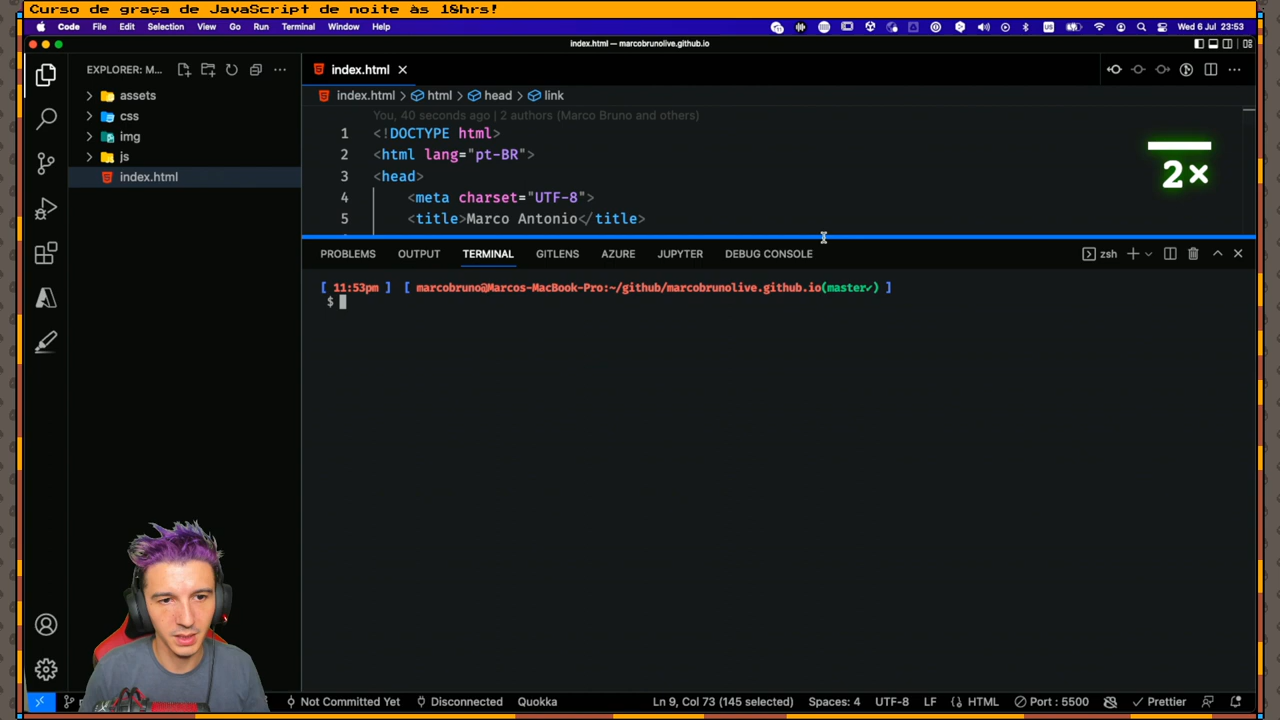 Curso de graça de JavaScript de noite às 10hrs!
Code File Edit Selection View Go Run Terminal Window Help
US
Wed 6 Jul 23:53
index.html — marcobrunolive.github.io
EXPLORER: M...
index.html
assets
index.html > html > head > link
css
You, 40 seconds ago | 2 authors (Marco Bruno and others)
img
1 <!DOCTYPE html>
js
2 <html lang="pt-BR">
index.html
3 <head>
4 <meta charset="UTF-8">
5 <title>Marco Antonio</title>
2×
PROBLEMS OUTPUT TERMINAL GITLENS AZURE JUPYTER DEBUG CONSOLE
zsh
[ 11:53pm ] [ marcobruno@Marcos-MacBook-Pro:~/github/marcobrunolive.github.io(master✔) ]
$
Not Committed Yet Disconnected Quokka Ln 9, Col 73 (145 selected) Spaces: 4 UTF-8 LF HTML Port : 5500 Prettier